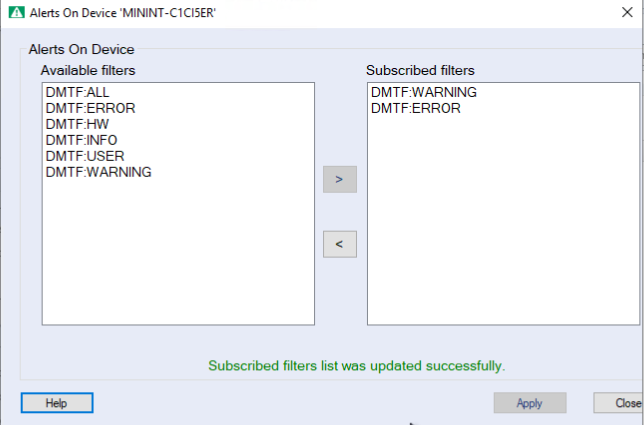 Alerts On Device 'MININT-C1CI5ER'
Alerts On Device
Available filters
DMTF:ALL
DMTF:ERROR
DMTF:HW
DMTF:INFO
DMTF:USER
DMTF:WARNING
>
<
Subscribed filters
DMTF:WARNING
DMTF:ERROR
Subscribed filters list was updated successfully.
Help
Apply
Close